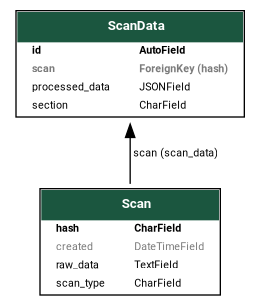 ScanData
id AutoField
scan ForeignKey (hash)
processed_data JSONField
section CharField
scan (scan_data)
Scan
hash CharField
created DateTimeField
raw_data TextField
scan_type CharField